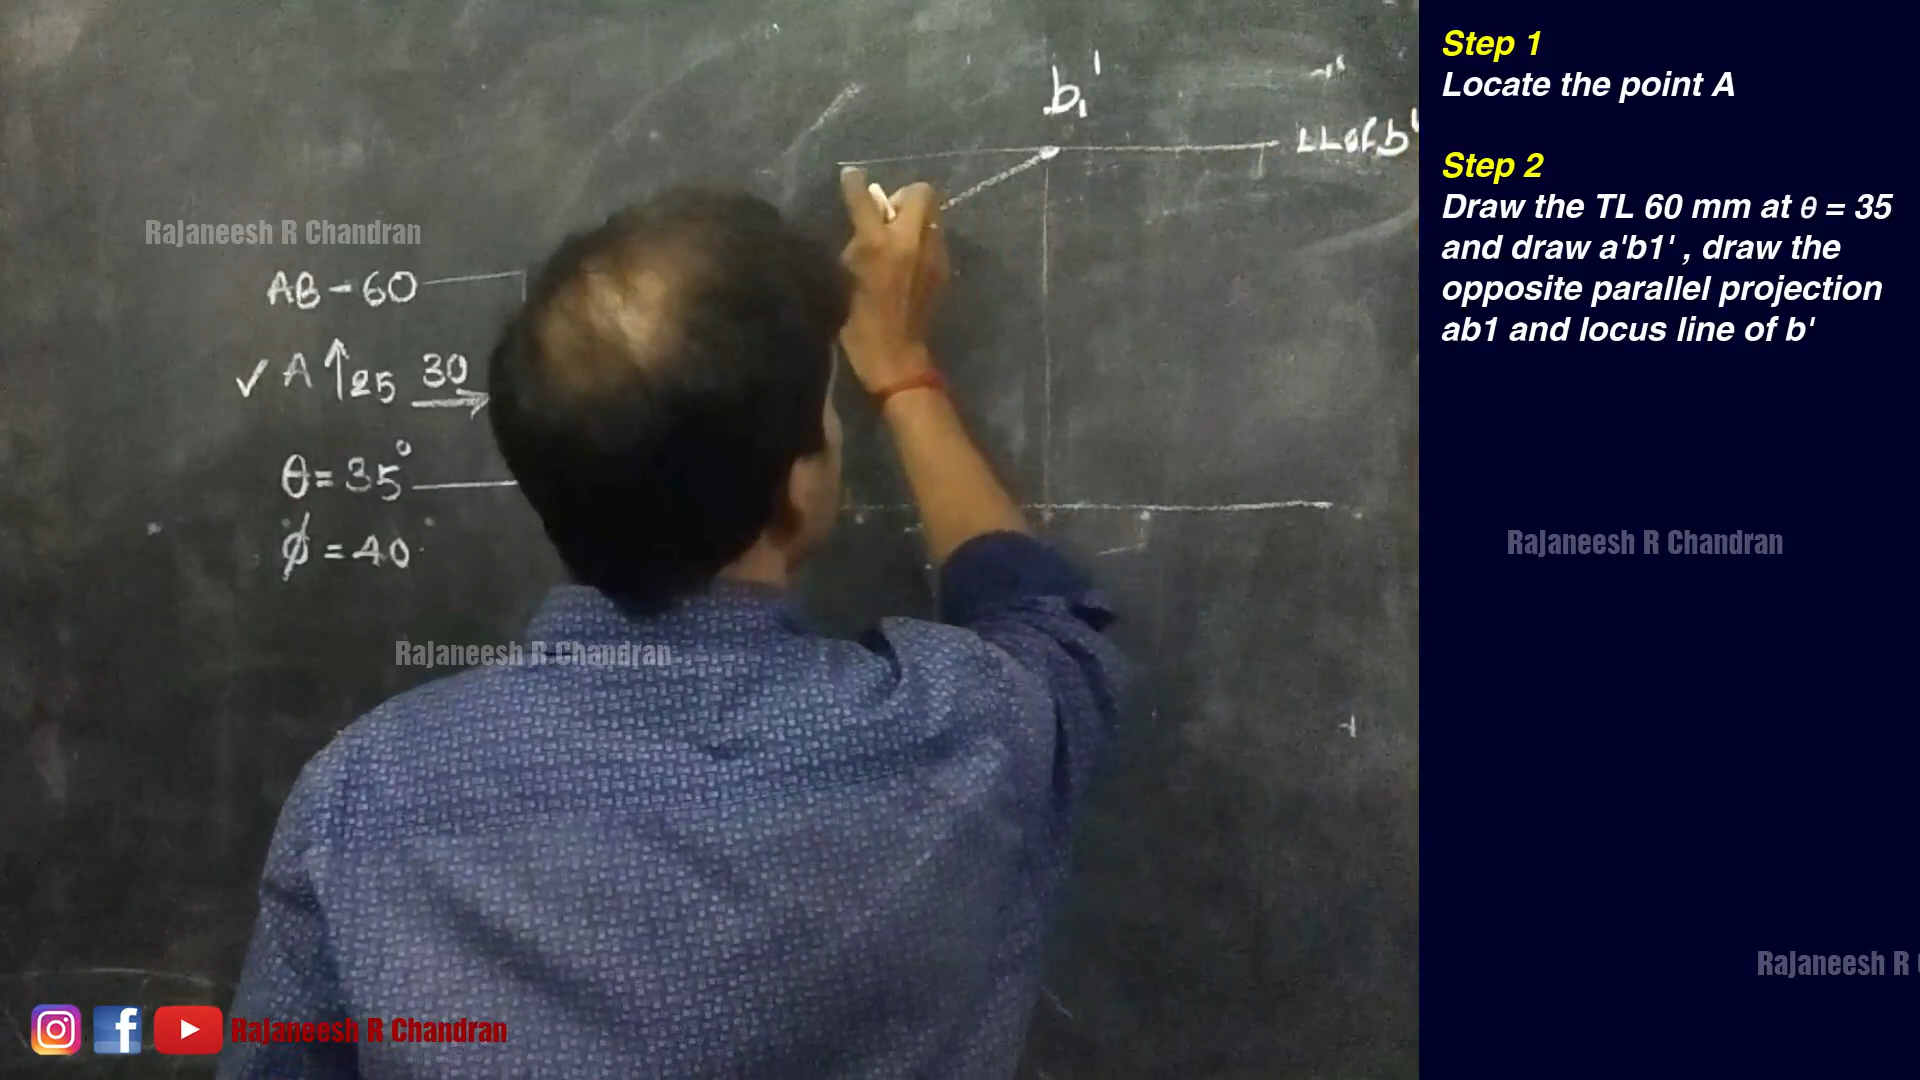 Step 1
Locate the point A
Step 2
Draw the TL 60 mm at θ = 35
and draw a'b1' , draw the
opposite parallel projection
ab1 and locus line of b'
b₁'
LL of b'
Rajaneesh R Chandran
AB - 60
✓ A ↑ 25 30 →
θ = 35°
ϕ = 40
Rajaneesh R Chandran
Rajaneesh R Chandran
Rajaneesh R
Rajaneesh R Chandran